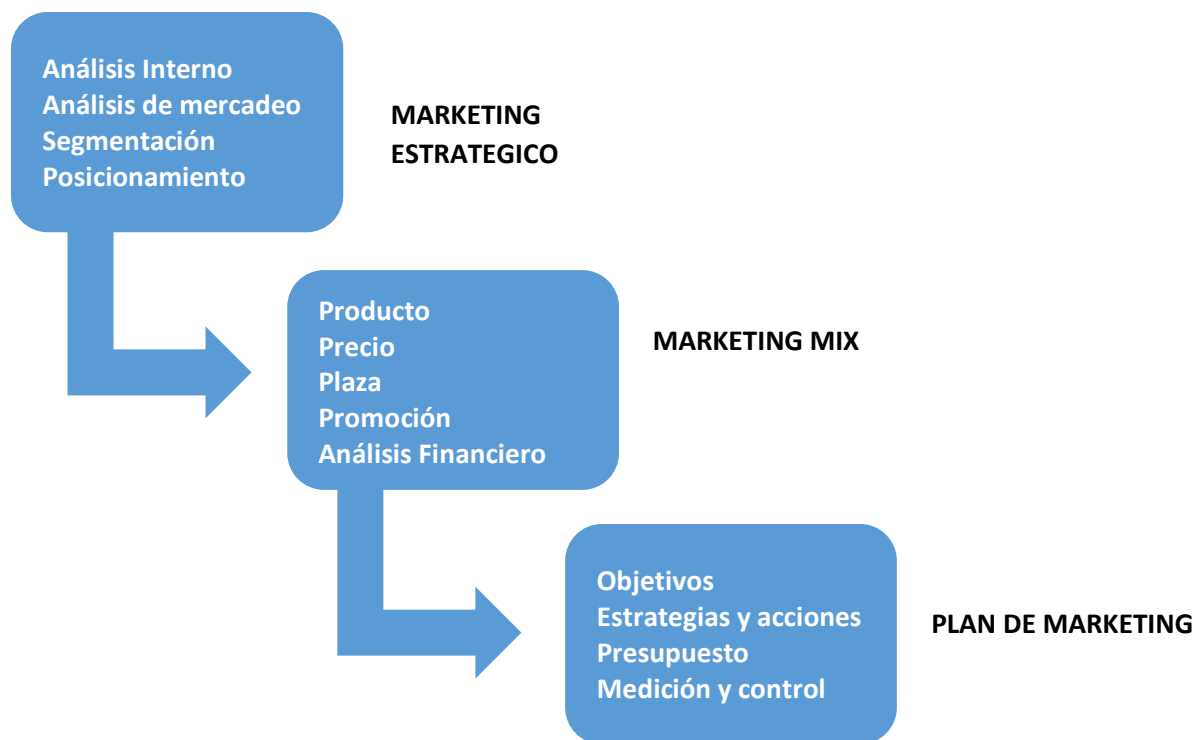 Análisis Interno
Análisis de mercadeo
Segmentación
Posicionamiento
MARKETING
ESTRATEGICO
Producto
Precio
Plaza
Promoción
Análisis Financiero
MARKETING MIX
Objetivos
Estrategias y acciones
Presupuesto
Medición y control
PLAN DE MARKETING